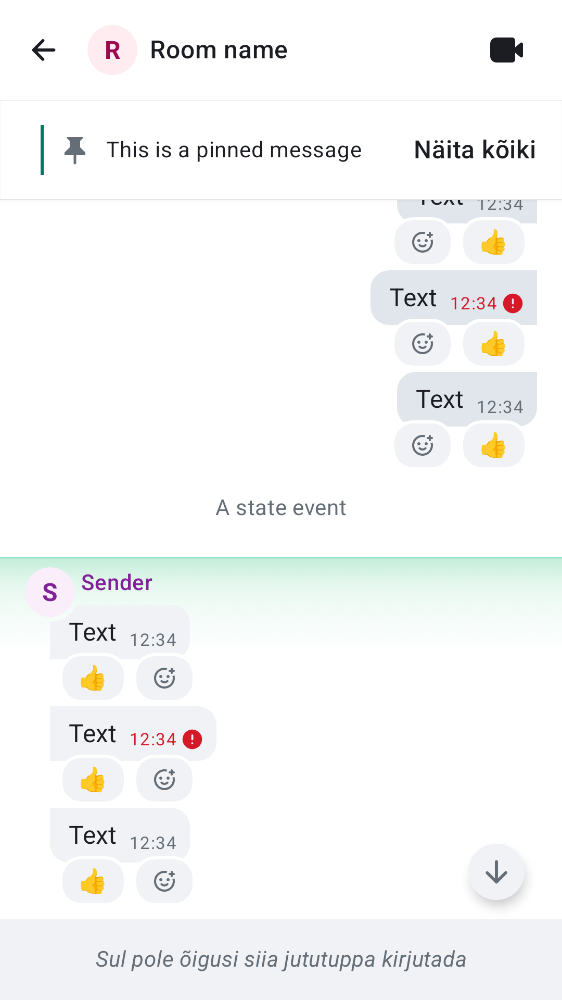 R Room name
This is a pinned message Näita kõiki
Text 12:34
Text 12:34
Text 12:34
A state event
S Sender
Text 12:34
Text 12:34
Text 12:34
Sul pole õigusi siia jututuppa kirjutada